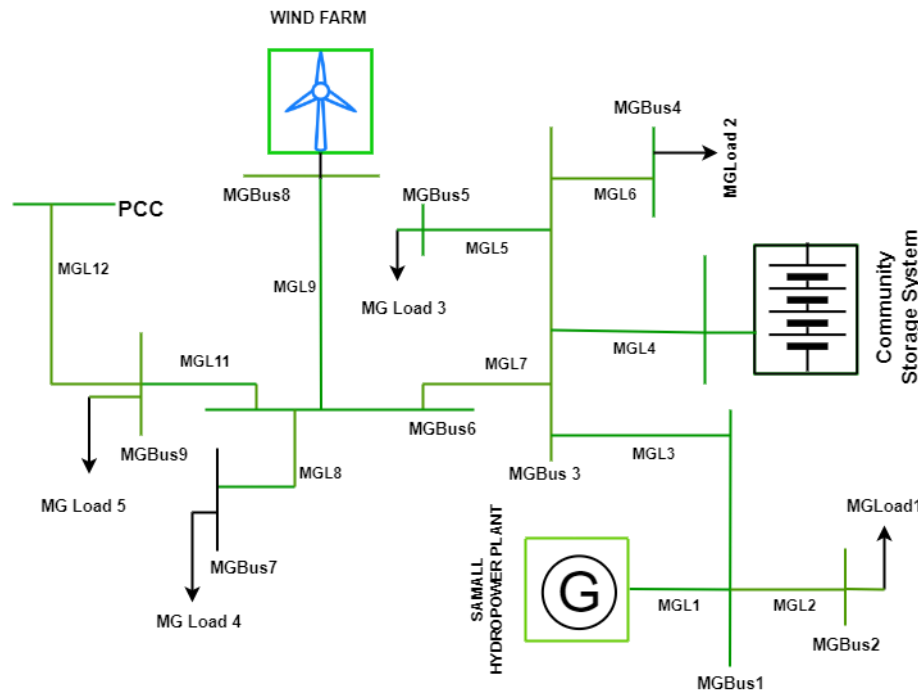 WIND FARM
MGBus4
MGLoad 2
MGBus8
MGBus5
MGL6
PCC
MGL5
MGL12
MGL9
MG Load 3
Community
Storage System
MGL4
MGL11
MGL7
MGBus6
MGBus9
MGL8
MGBus 3
MGL3
MG Load 5
MGLoad1
MGBus7
SAMALL
HYDROPOWER PLANT
G
MGL1
MGL2
MG Load 4
MGBus2
MGBus1